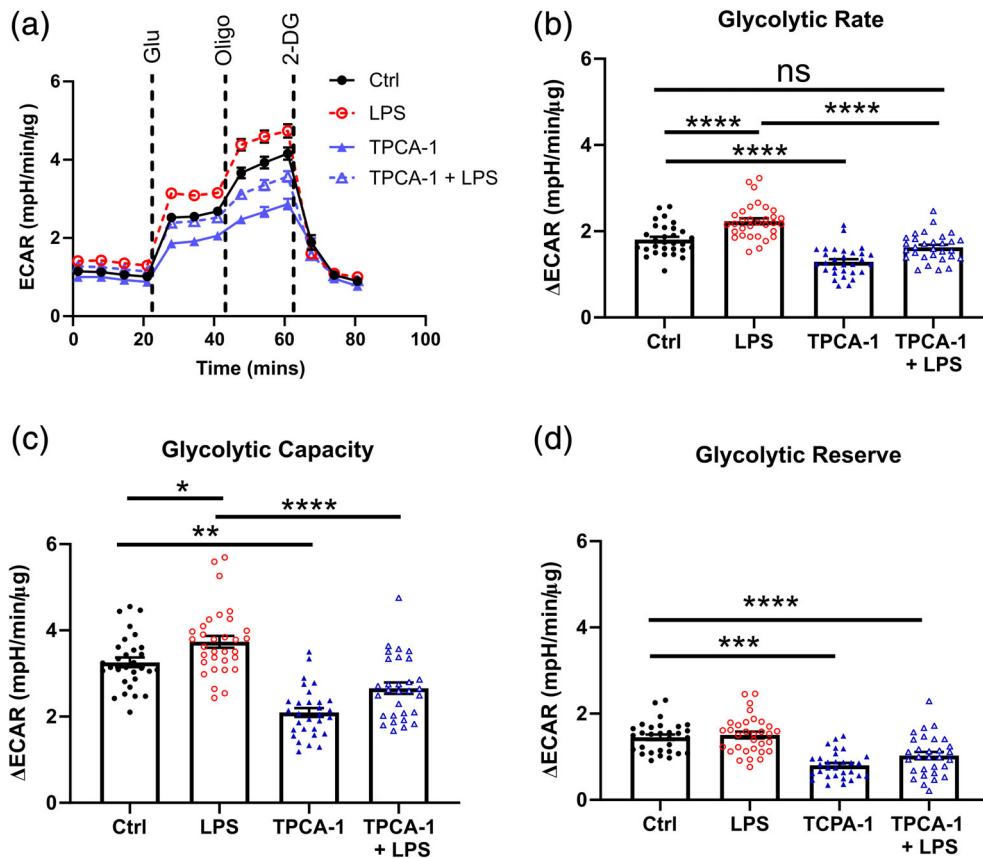 (a)
Glu
Oligo
2-DG
Ctrl
LPS
TPCA-1
TPCA-1 + LPS
ECAR (mpH/min/μg)
6
4
2
0
0
20
40
60
80
100
Time (mins)
(b)
Glycolytic Rate
ns
****
****
****
ΔECAR (mpH/min/μg)
6
4
2
0
Ctrl
LPS
TPCA-1
TPCA-1
+ LPS
(c)
Glycolytic Capacity
*
****
**
ΔECAR (mpH/min/μg)
6
4
2
0
Ctrl
LPS
TPCA-1
TPCA-1
+ LPS
(d)
Glycolytic Reserve
****
***
ΔECAR (mpH/min/μg)
6
4
2
0
Ctrl
LPS
TCPA-1
TPCA-1
+ LPS